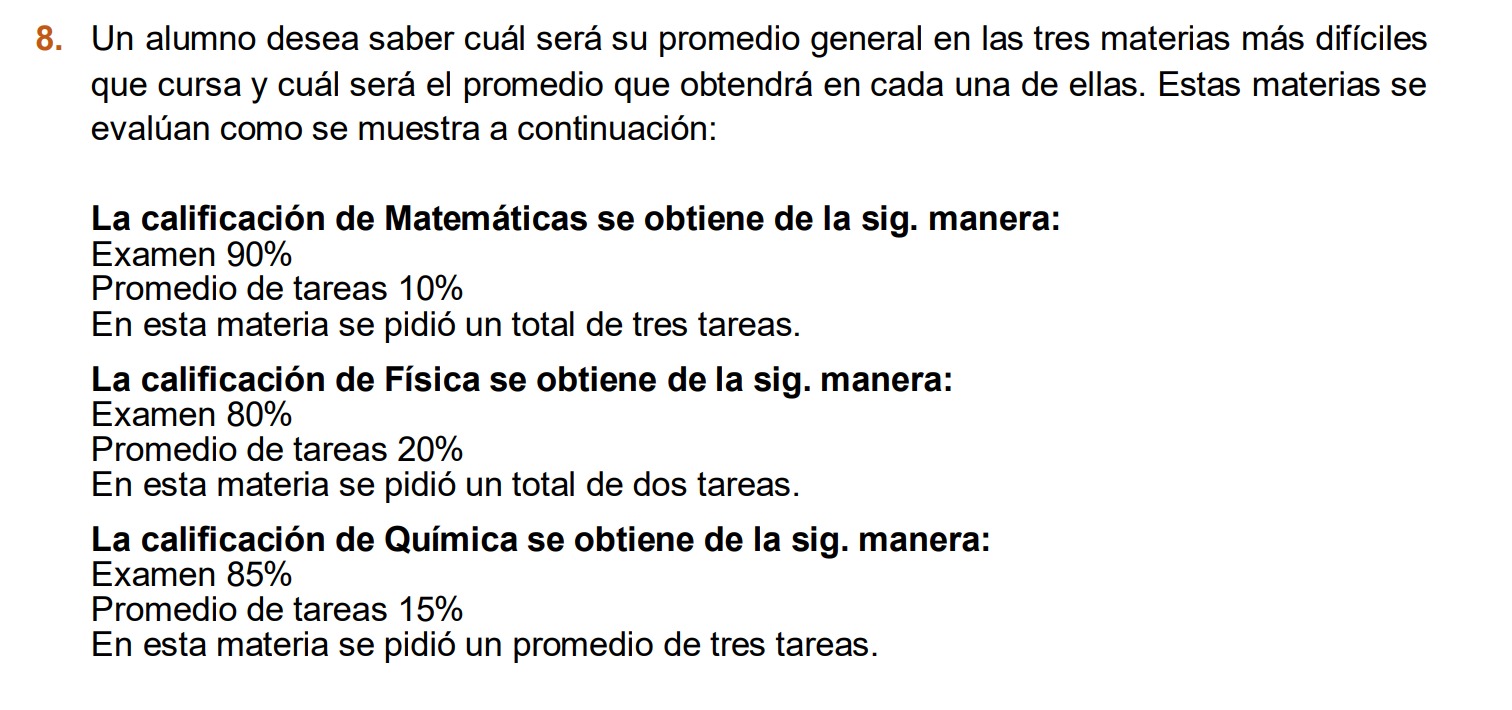 8. Un alumno desea saber cuál será su promedio general en las tres materias más difíciles
que cursa y cuál será el promedio que obtendrá en cada una de ellas. Estas materias se
evalúan como se muestra a continuación:
La calificación de Matemáticas se obtiene de la sig. manera:
Examen 90%
Promedio de tareas 10%
En esta materia se pidió un total de tres tareas.
La calificación de Física se obtiene de la sig. manera:
Examen 80%
Promedio de tareas 20%
En esta materia se pidió un total de dos tareas.
La calificación de Química se obtiene de la sig. manera:
Examen 85%
Promedio de tareas 15%
En esta materia se pidió un promedio de tres tareas.